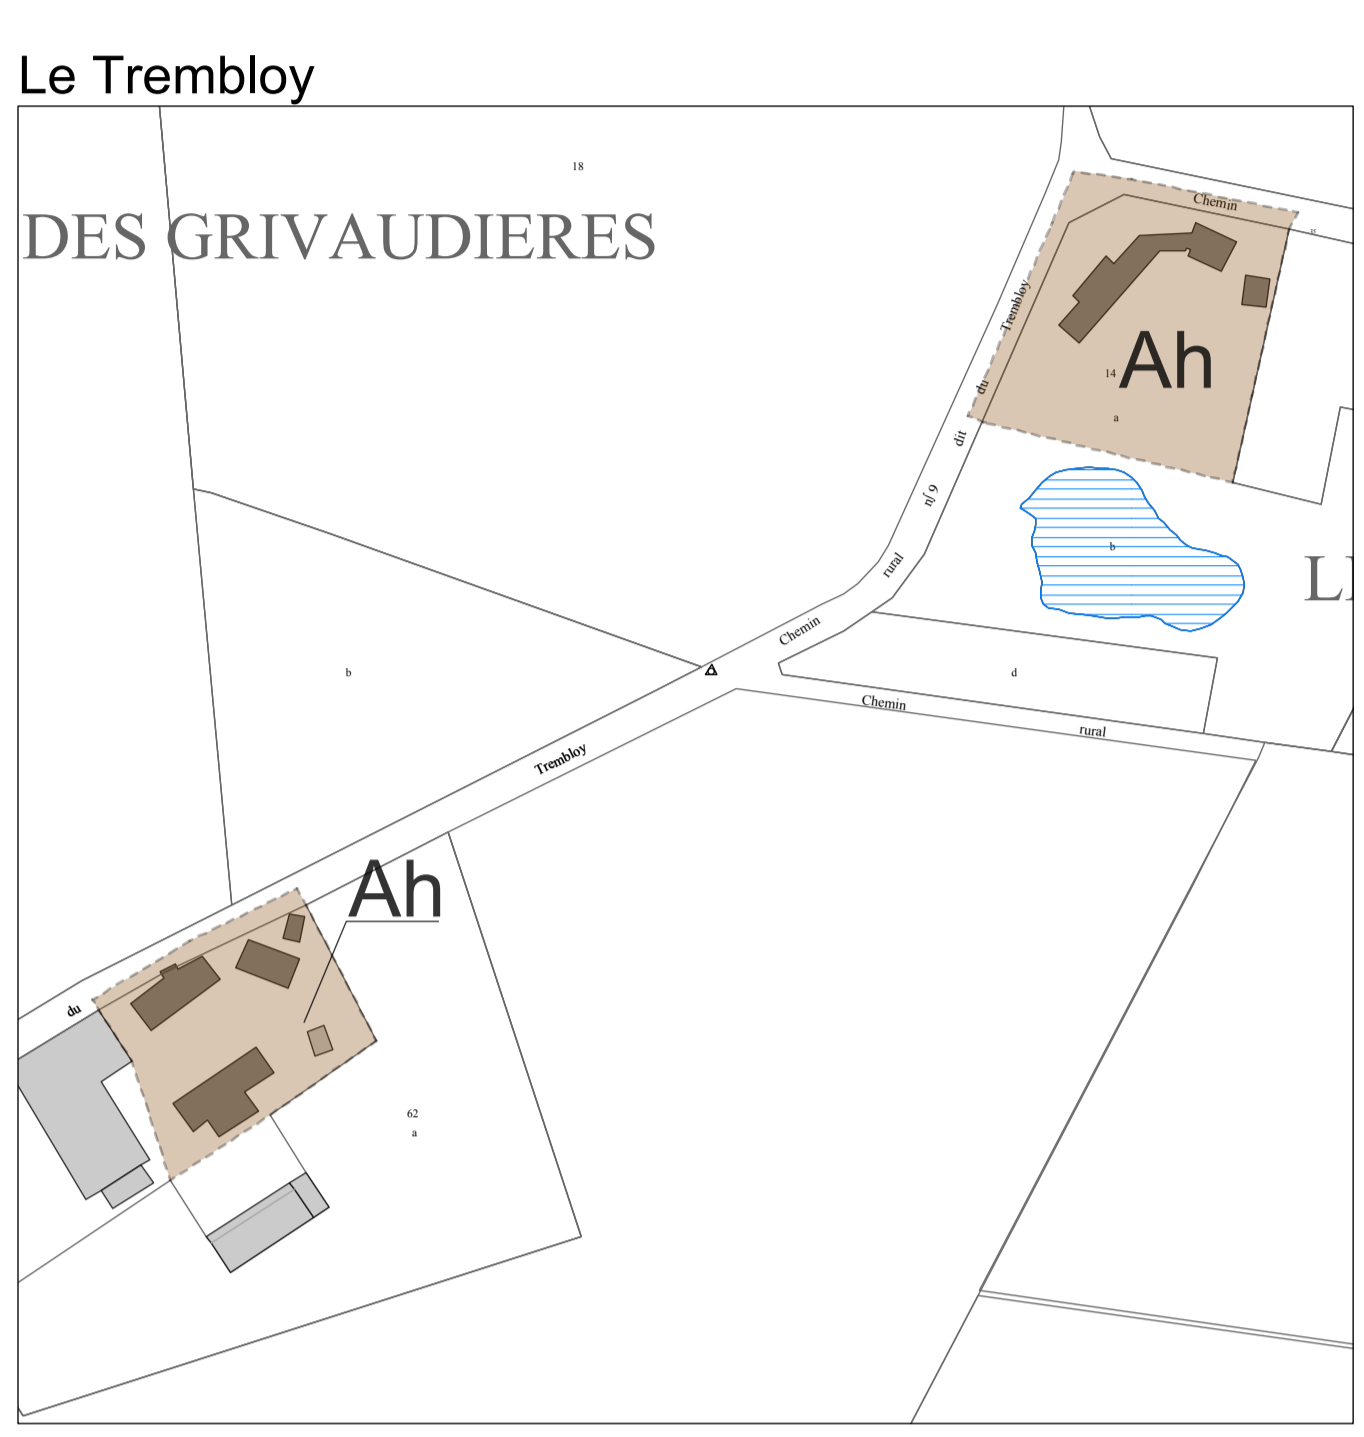 Le Trembloy
18
DES GRIVAUDIERES
Chemin
Trembloy
du
dit
14
Ah
a
n∫ 9
b
rural
Chemin
d
b
Chemin
rural
Trembloy
Ah
du
62
a